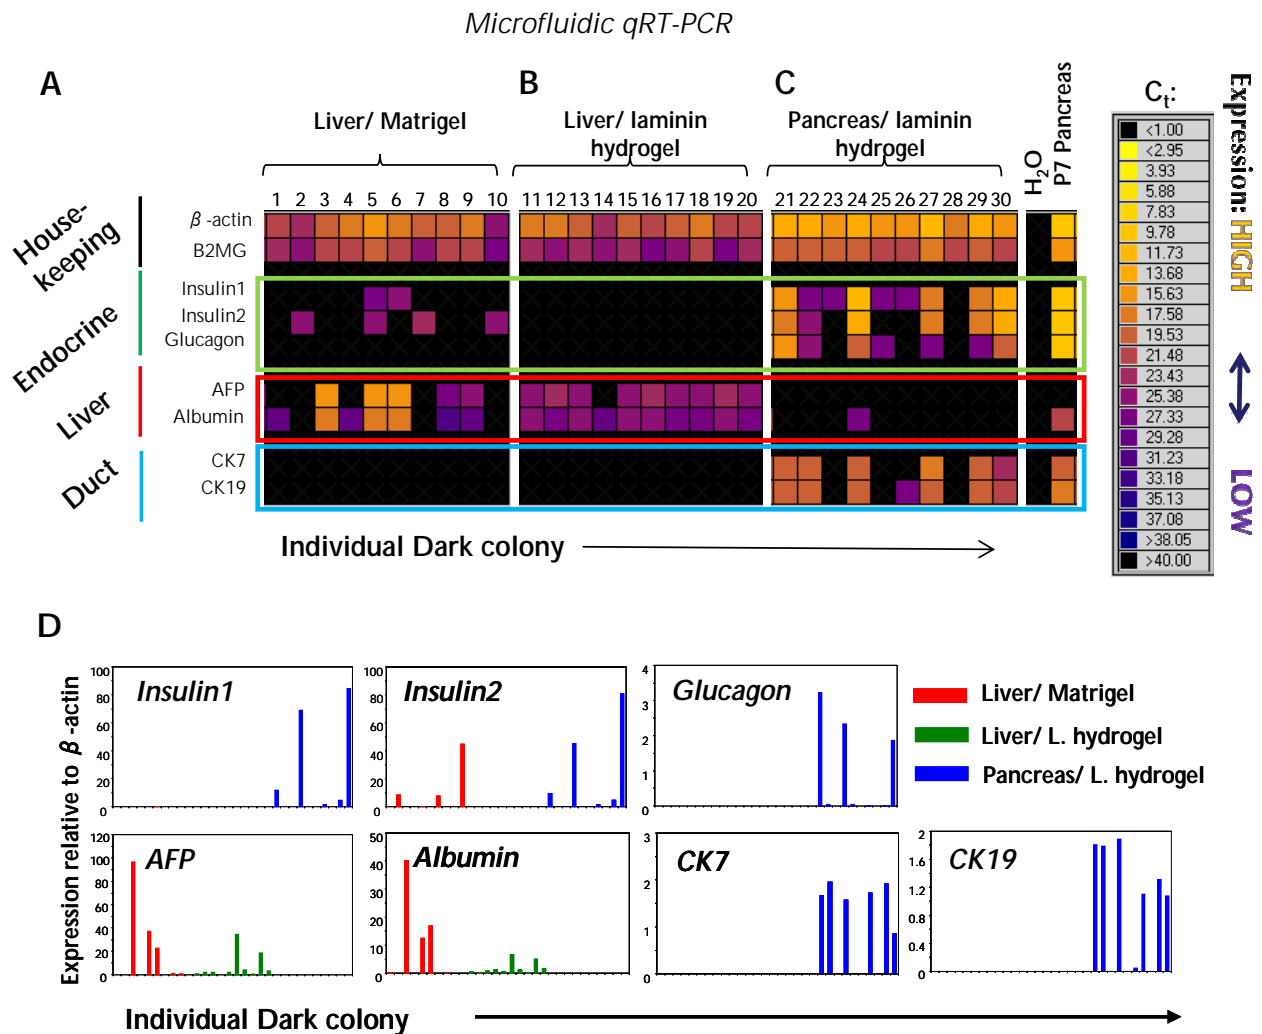 Microfluidic qRT-PCR
A
B
C
Liver/ Matrigel
Liver/ laminin
hydrogel
Pancreas/ laminin
hydrogel
H2O
P7 Pancreas
1 2 3 4 5 6 7 8 9 10 11 12 13 14 15 16 17 18 19 20 21 22 23 24 25 26 27 28 29 30
House-
keeping
β -actin
B2MG
Endocrine
Insulin1
Insulin2
Glucagon
Liver
AFP
Albumin
Duct
CK7
CK19
Individual Dark colony
Ct:
<1.00
<2.95
3.93
5.88
7.83
9.78
11.73
13.68
15.63
17.58
19.53
21.48
23.43
25.38
27.33
29.28
31.23
33.18
35.13
37.08
>38.05
>40.00
Expression: HIGH
LOW
D
Expression relative to β -actin
Insulin1
100
80
60
40
20
0
Insulin2
100
80
60
40
20
0
Glucagon
4
3
2
1
0
Liver/ Matrigel
Liver/ L. hydrogel
Pancreas/ L. hydrogel
AFP
120
100
80
60
40
20
0
Albumin
50
40
30
20
10
0
CK7
3
2
1
0
CK19
2
1.6
1.2
0.8
0.4
0
Individual Dark colony